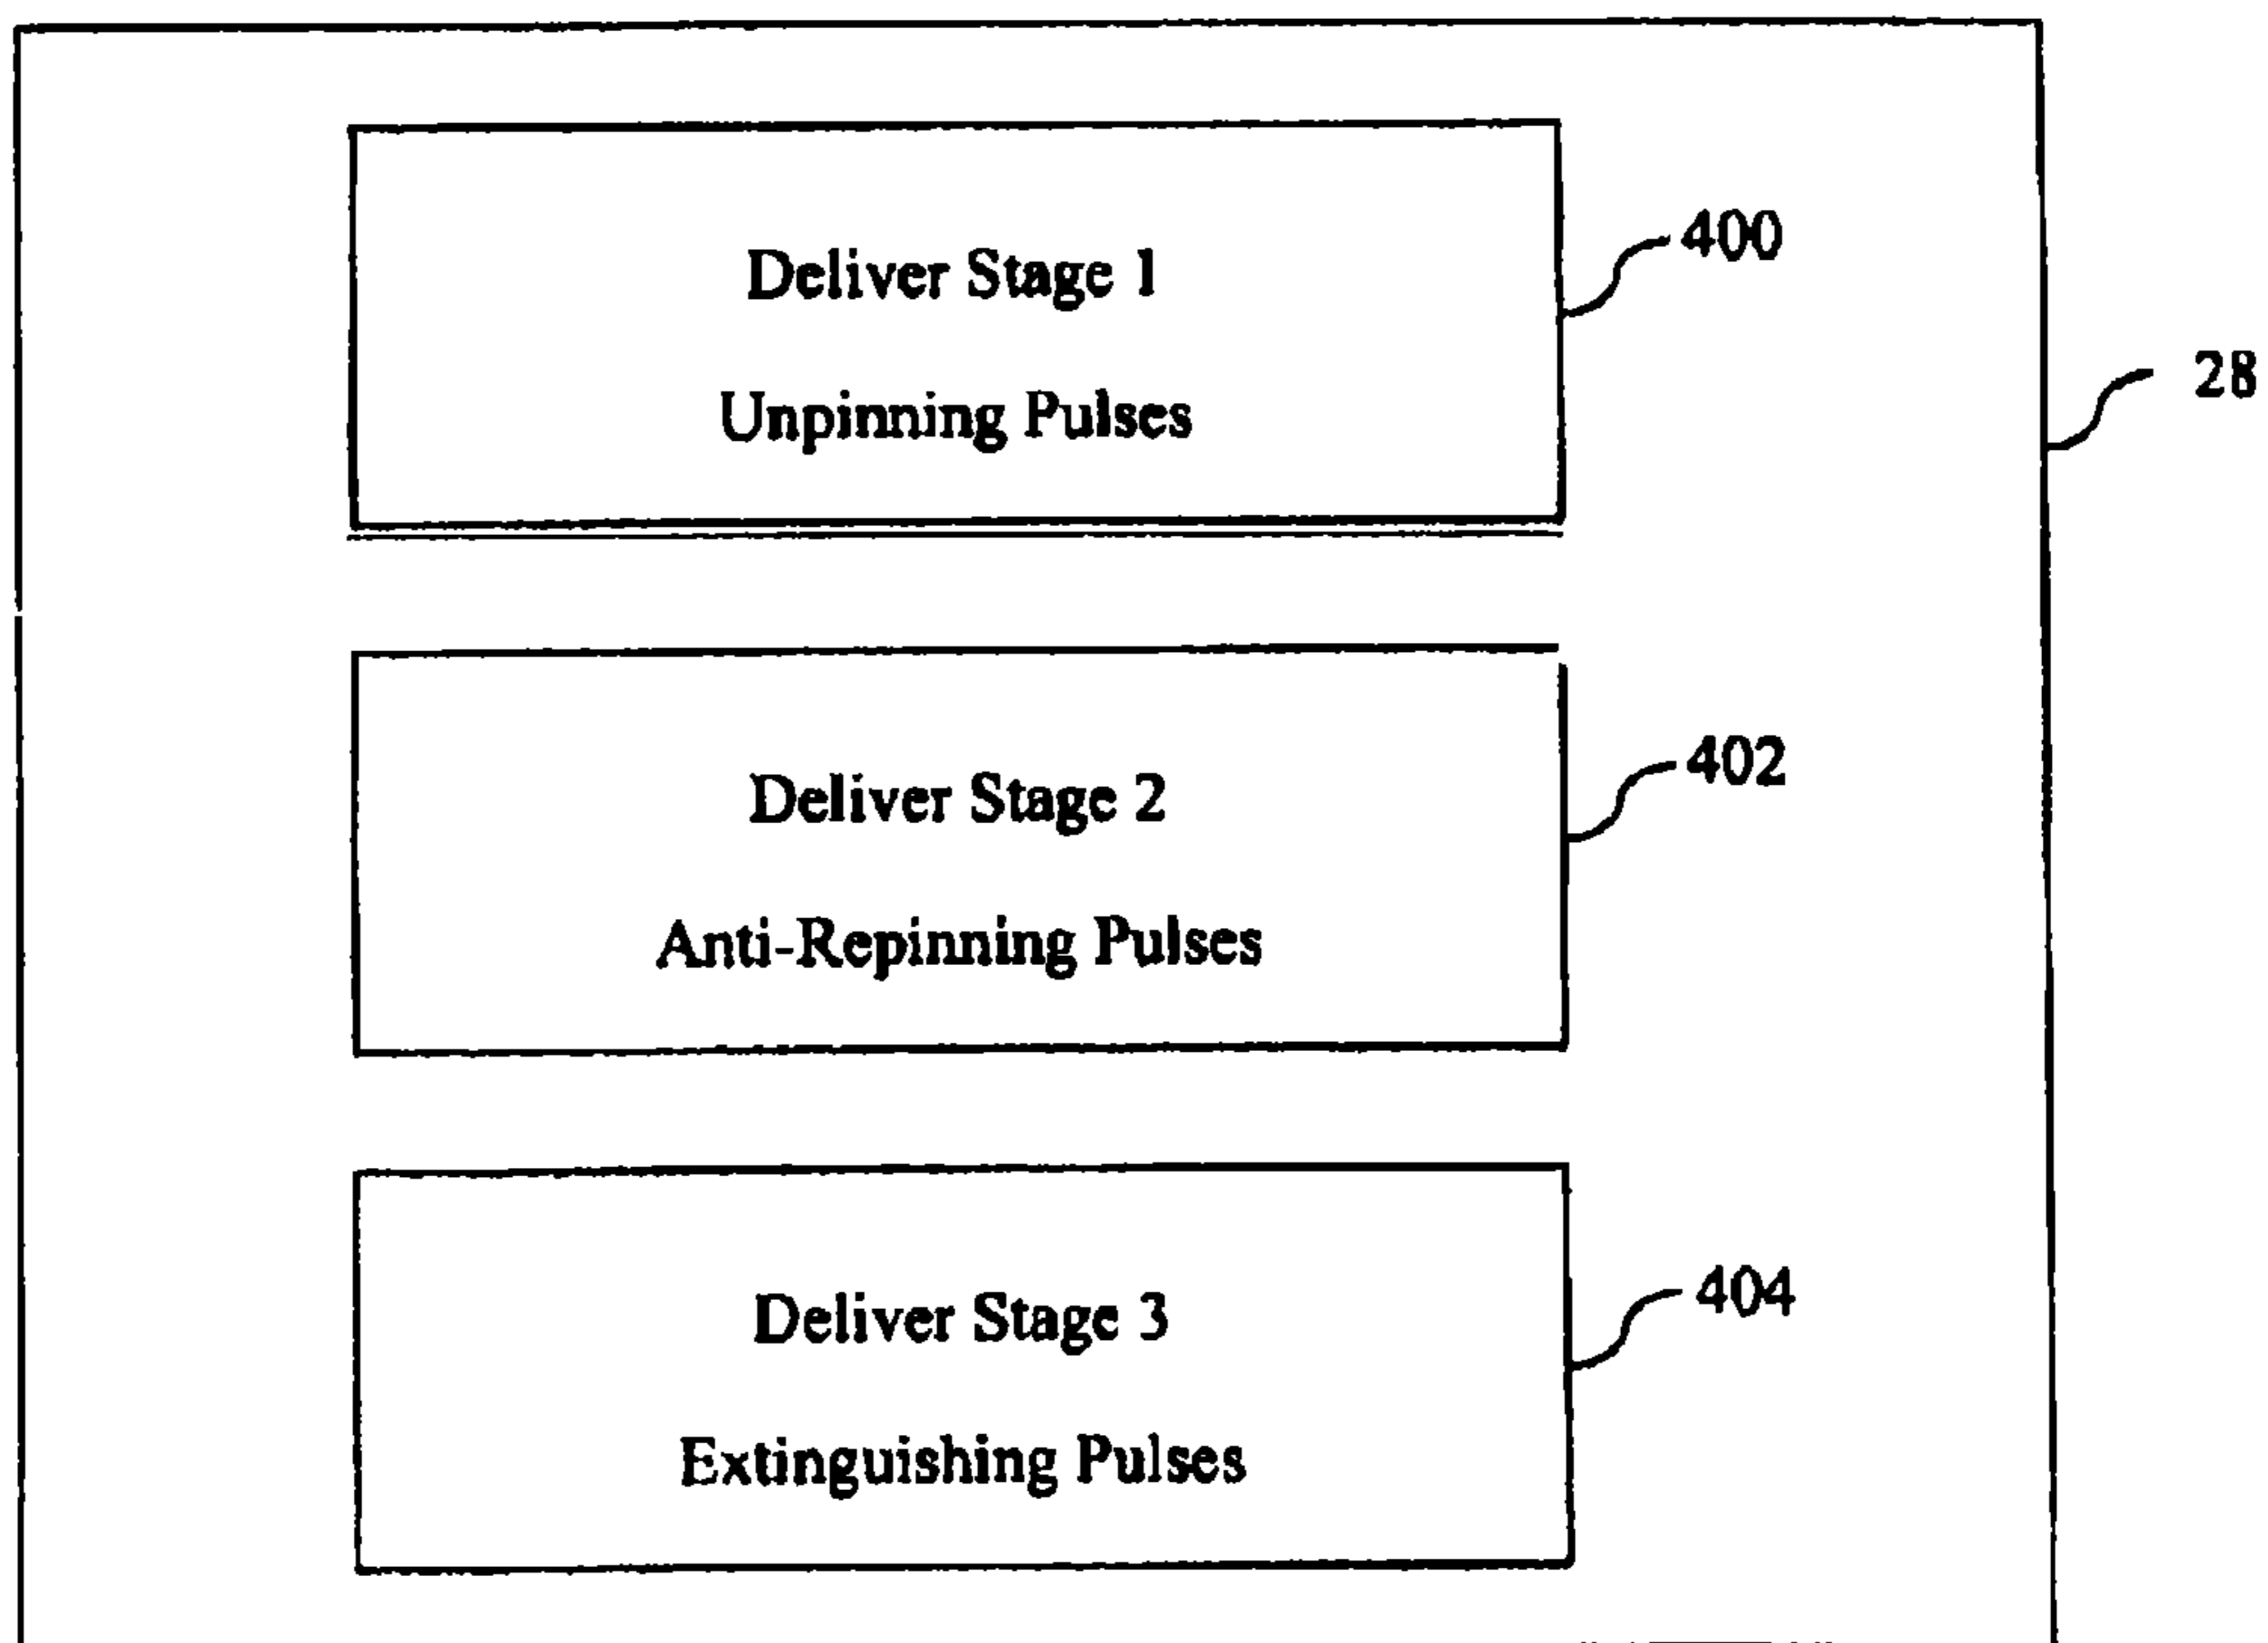 Deliver Stage 1
Unpinning Pulses
400
28
Deliver Stage 2
Anti-Repinning Pulses
402
Deliver Stage 3
Extinguishing Pulses
404